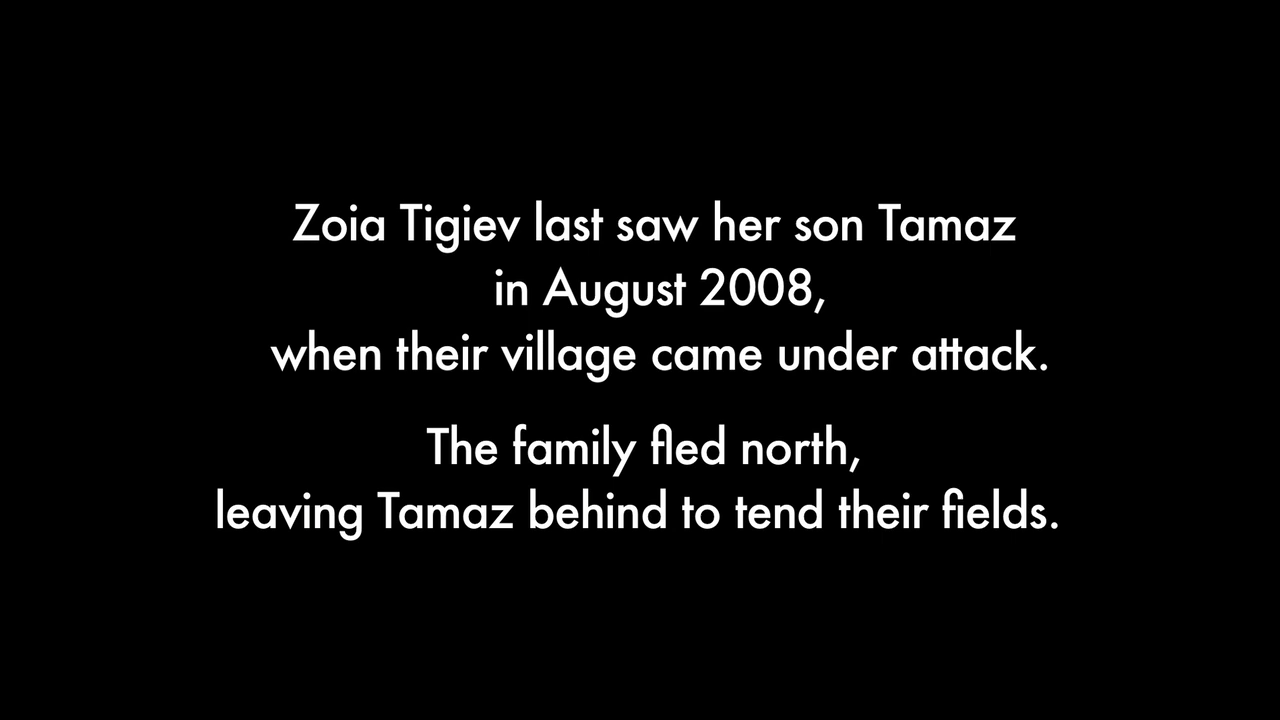 Zoia Tigiev last saw her son Tamaz
in August 2008,
when their village came under attack.
The family fled north,
leaving Tamaz behind to tend their fields.